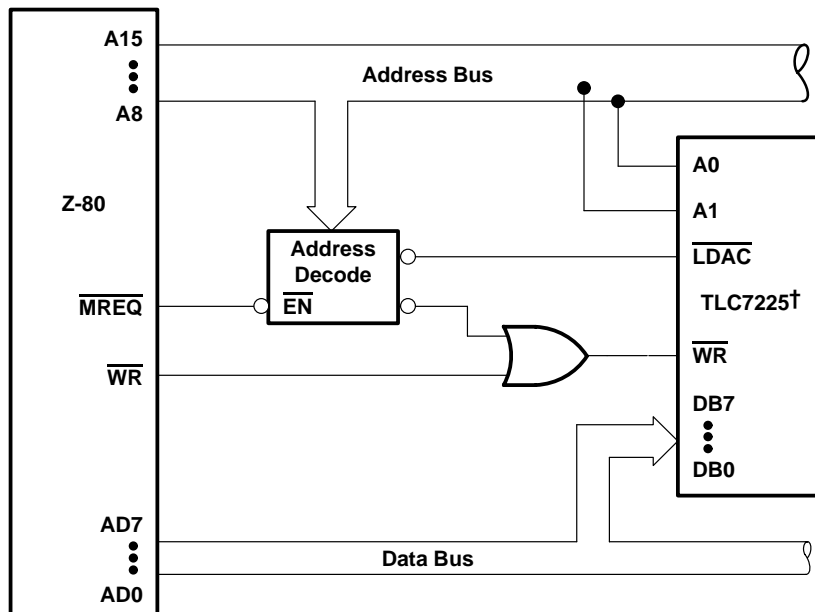 A15
Address Bus
A8
Z-80
A0
A1
Address
Decode
LDAC
EN
MREQ
TLC7225†
WR
WR
DB7
DB0
AD7
Data Bus
AD0